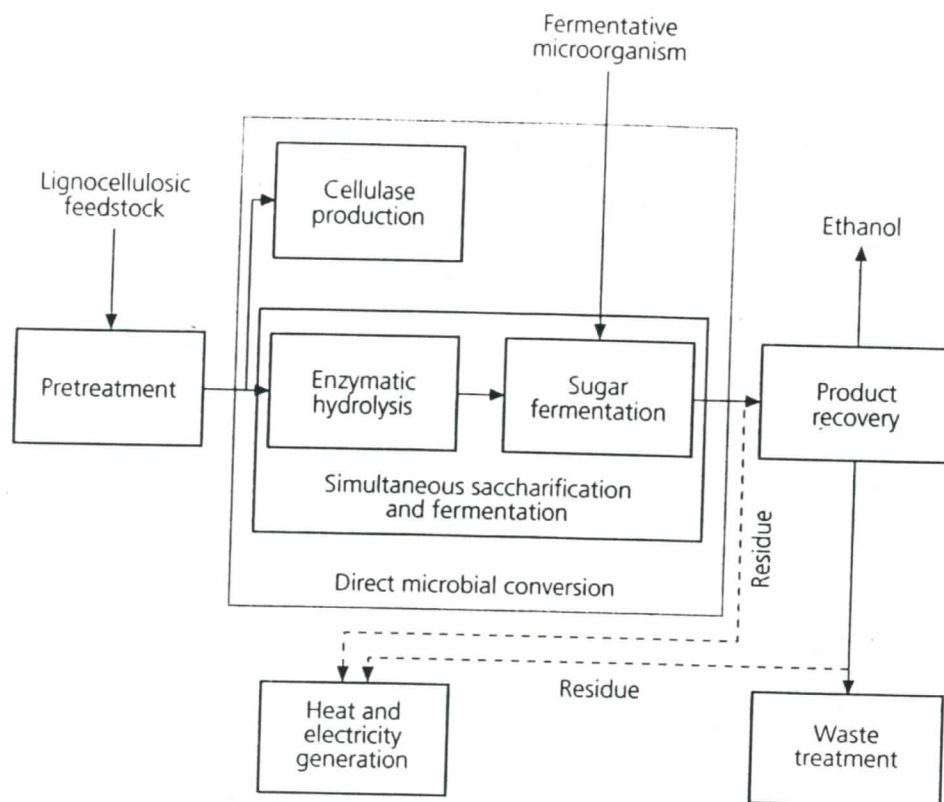 Fermentative
microorganism
Lignocellulosic
feedstock
Cellulase
production
Ethanol
Pretreatment
Enzymatic
hydrolysis
Sugar
fermentation
Product
recovery
Simultaneous saccharification
and fermentation
Direct microbial conversion
Residue
Residue
Heat and
electricity
generation
Waste
treatment